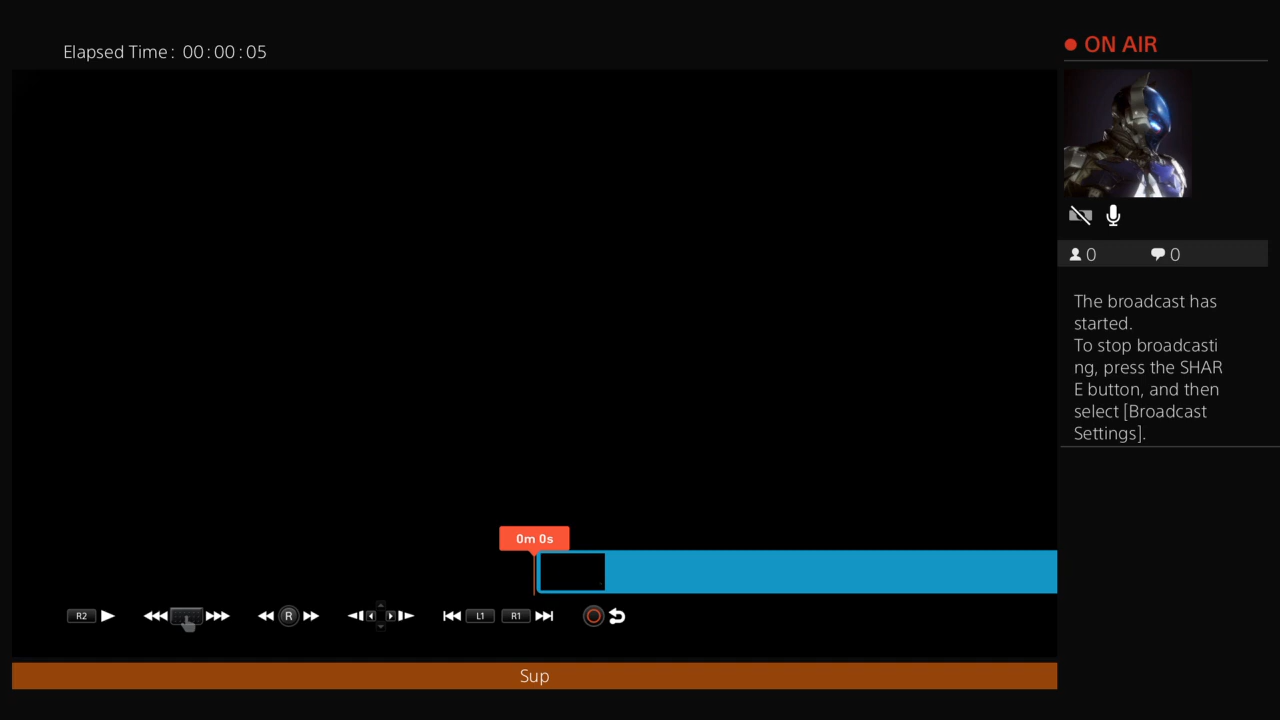 Elapsed Time: 00:00:05
ON AIR
0 0
The broadcast has
started.
To stop broadcasti
ng, press the SHAR
E button, and then
select [Broadcast
Settings].
0m 0s
R2 R L1 R1
Sup